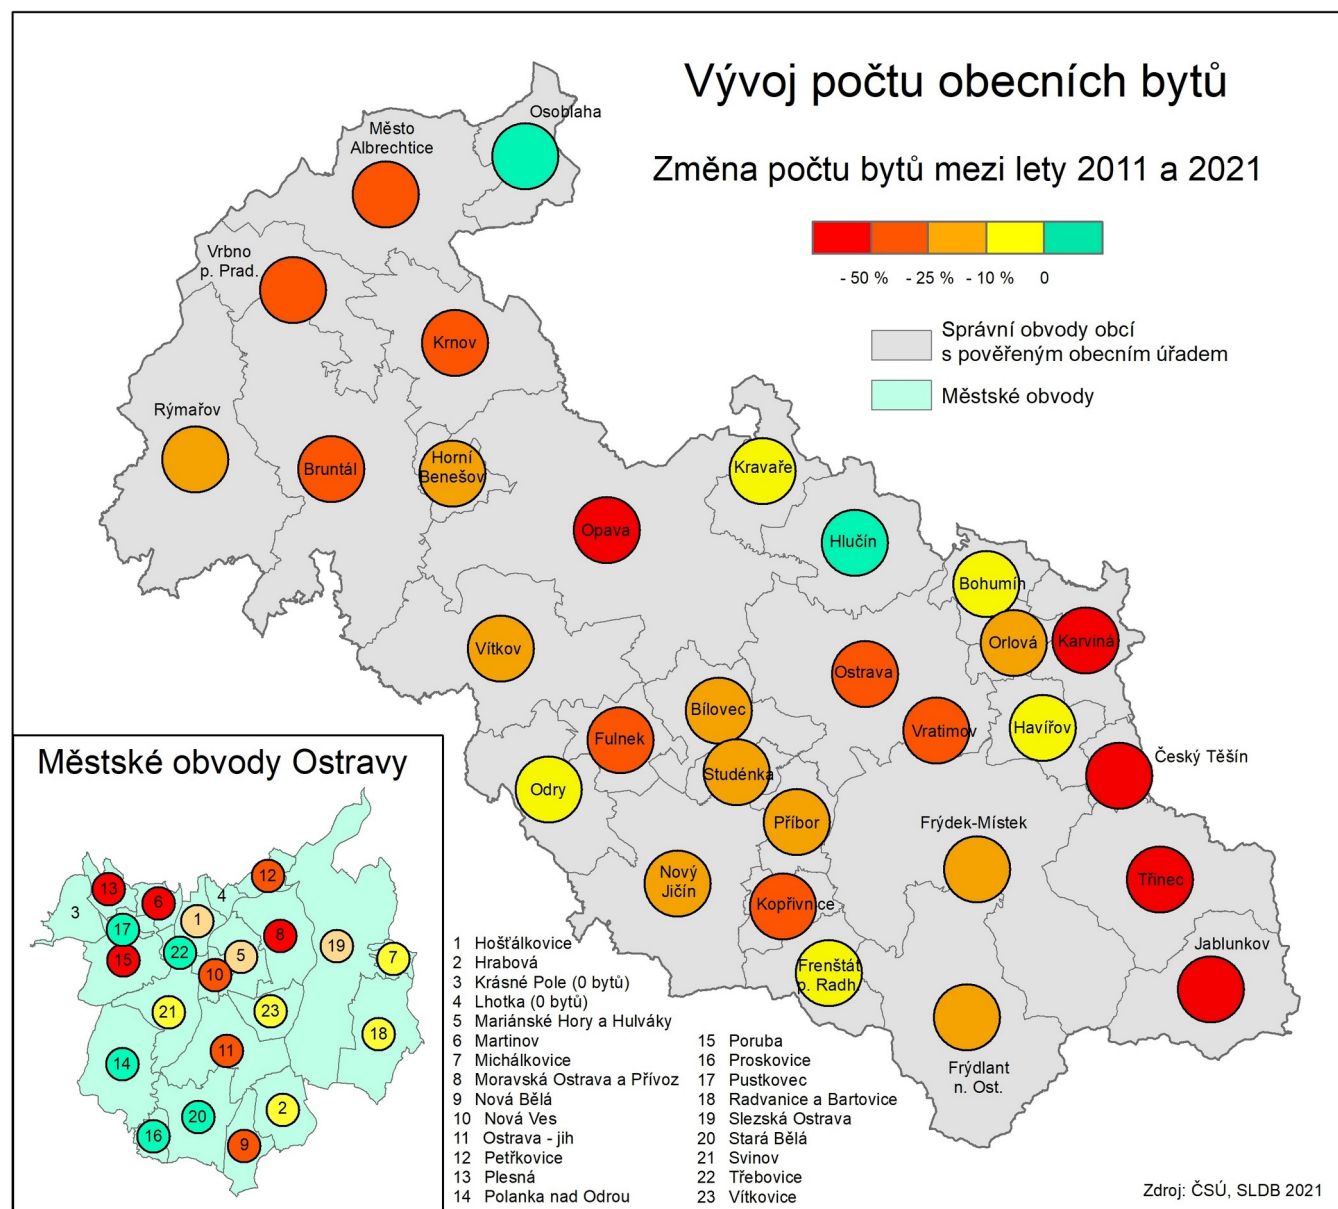 Vývoj počtu obecních bytů
Změna počtu bytů mezi lety 2011 a 2021
- 50 %
- 25 %
- 10 %
0
Správní obvody obcí
s pověřeným obecním úřadem
Městské obvody
Osoblaha
Město
Albrechtice
Vrbno
p. Prad.
Krnov
Rýmařov
Bruntál
Horní
Benešov
Opava
Kravaře
Hlučín
Bohumín
Orlová
Karviná
Vítkov
Ostrava
Bílovec
Vratimov
Havířov
Fulnek
Český Těšín
Studénka
Odry
Příbor
Frýdek-Místek
Nový
Jičín
Třinec
Kopřivnice
Jablunkov
Frenštát
p. Radh.
Frýdlant
n. Ost.
Městské obvody Ostravy
12
13
4
6
3
1
17
8
19
22
5
7
15
10
21
23
18
11
14
2
20
16
9
1 Hošťálkovice
2 Hrabová
3 Krásné Pole (0 bytů)
4 Lhotka (0 bytů)
5 Mariánské Hory a Hulváky
6 Martinov
7 Michálkovice
8 Moravská Ostrava a Přívoz
9 Nová Bělá
10 Nová Ves
11 Ostrava - jih
12 Petřkovice
13 Plesná
14 Polanka nad Odrou
15 Poruba
16 Proskovice
17 Pustkovec
18 Radvanice a Bartovice
19 Slezská Ostrava
20 Stará Bělá
21 Svinov
22 Třebovice
23 Vítkovice
Zdroj: ČSÚ, SLDB 2021